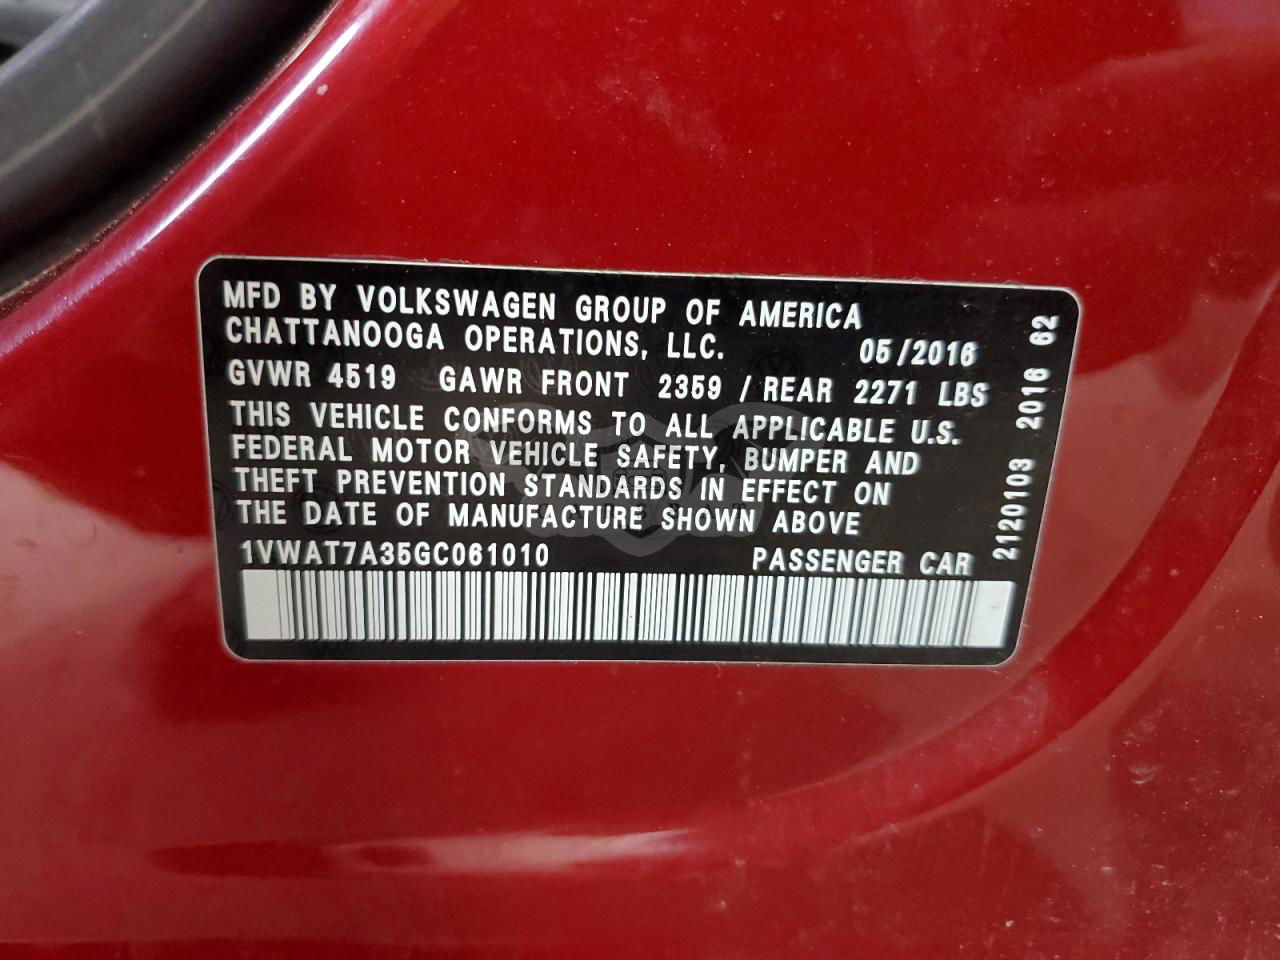 MFD BY VOLKSWAGEN GROUP OF AMERICA
CHATTANOOGA OPERATIONS, LLC. 05/2016
GVWR 4519 GAWR FRONT 2359 / REAR 2271 LBS
THIS VEHICLE CONFORMS TO ALL APPLICABLE U.S.
FEDERAL MOTOR VEHICLE SAFETY, BUMPER AND
THEFT PREVENTION STANDARDS IN EFFECT ON
THE DATE OF MANUFACTURE SHOWN ABOVE
1VWAT7A35GC061010 PASSENGER CAR
2120103 2016 62